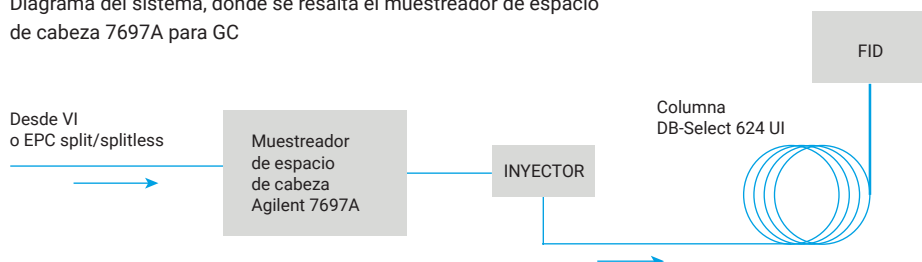 Diagrama del sistema, donde se resalta el muestreador de espacio
de cabeza 7697A para GC
FID
Desde VI
o EPC split/splitless
Muestreador
de espacio
de cabeza
Agilent 7697A
INYECTOR
Columna
DB-Select 624 UI